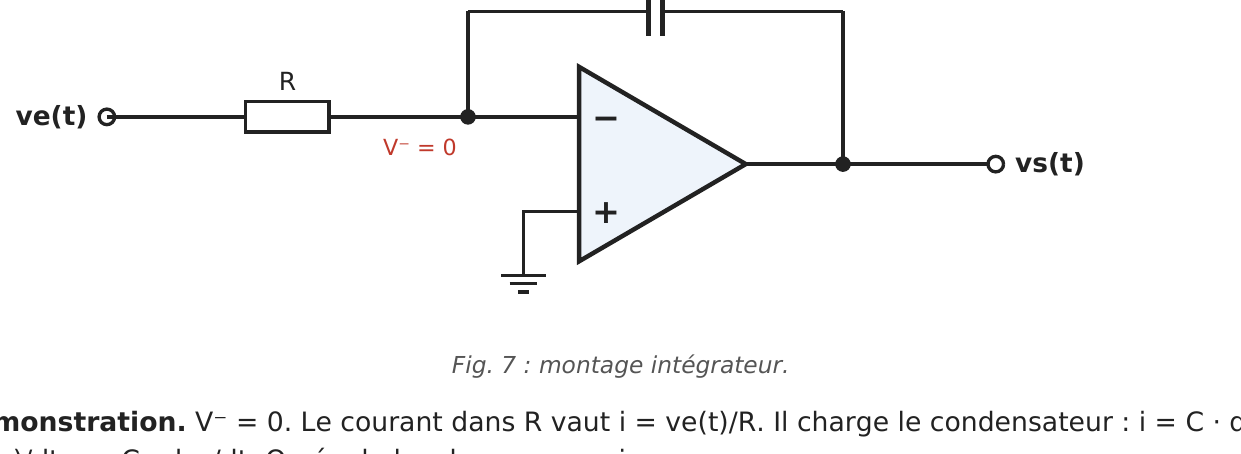 R
ve(t)
V⁻ = 0
−
vs(t)
+
Fig. 7 : montage intégrateur.
monstration. V⁻ = 0. Le courant dans R vaut i = ve(t)/R. Il charge le condensateur : i = C · d